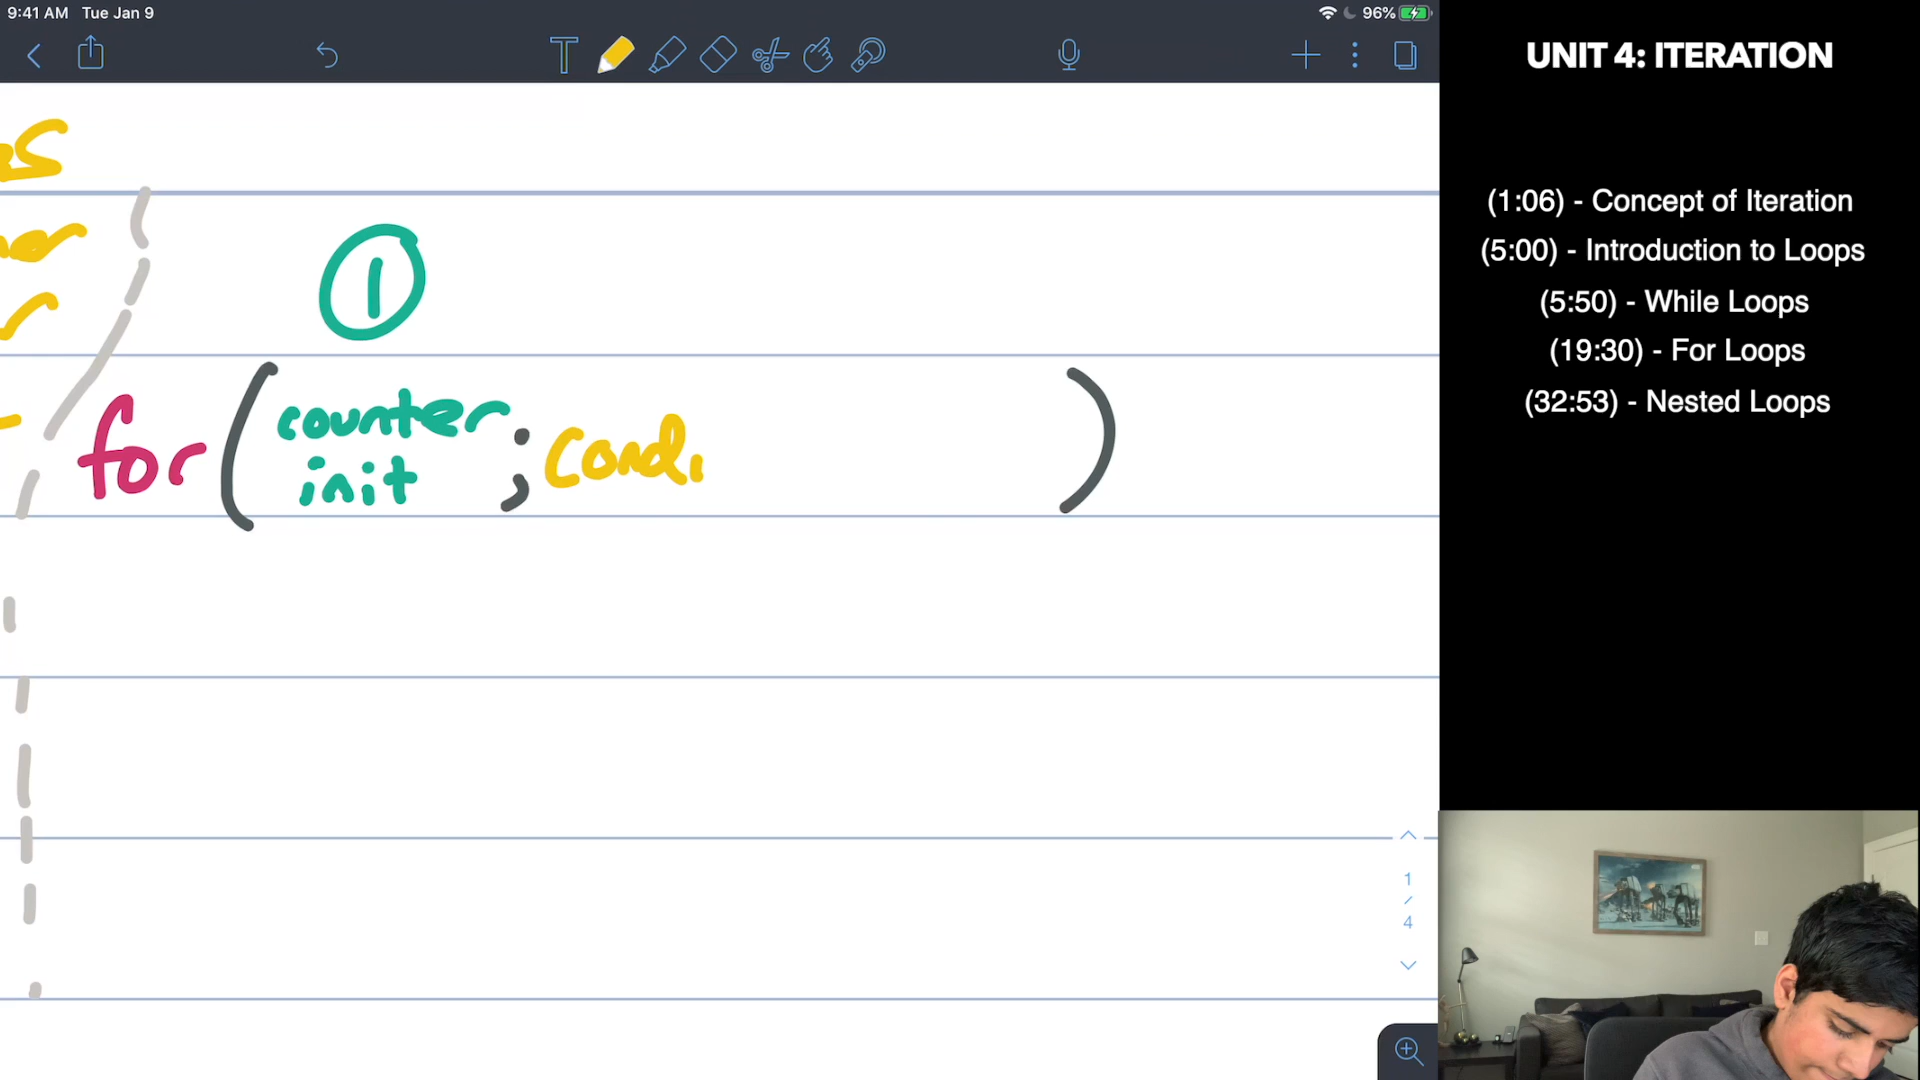 9:41 AM Tue Jan 9
96%
UNIT 4: ITERATION
(1:06) - Concept of Iteration
(5:00) - Introduction to Loops
(5:50) - While Loops
(19:30) - For Loops
(32:53) - Nested Loops
1
for ( counter ; condi )
init
1
4